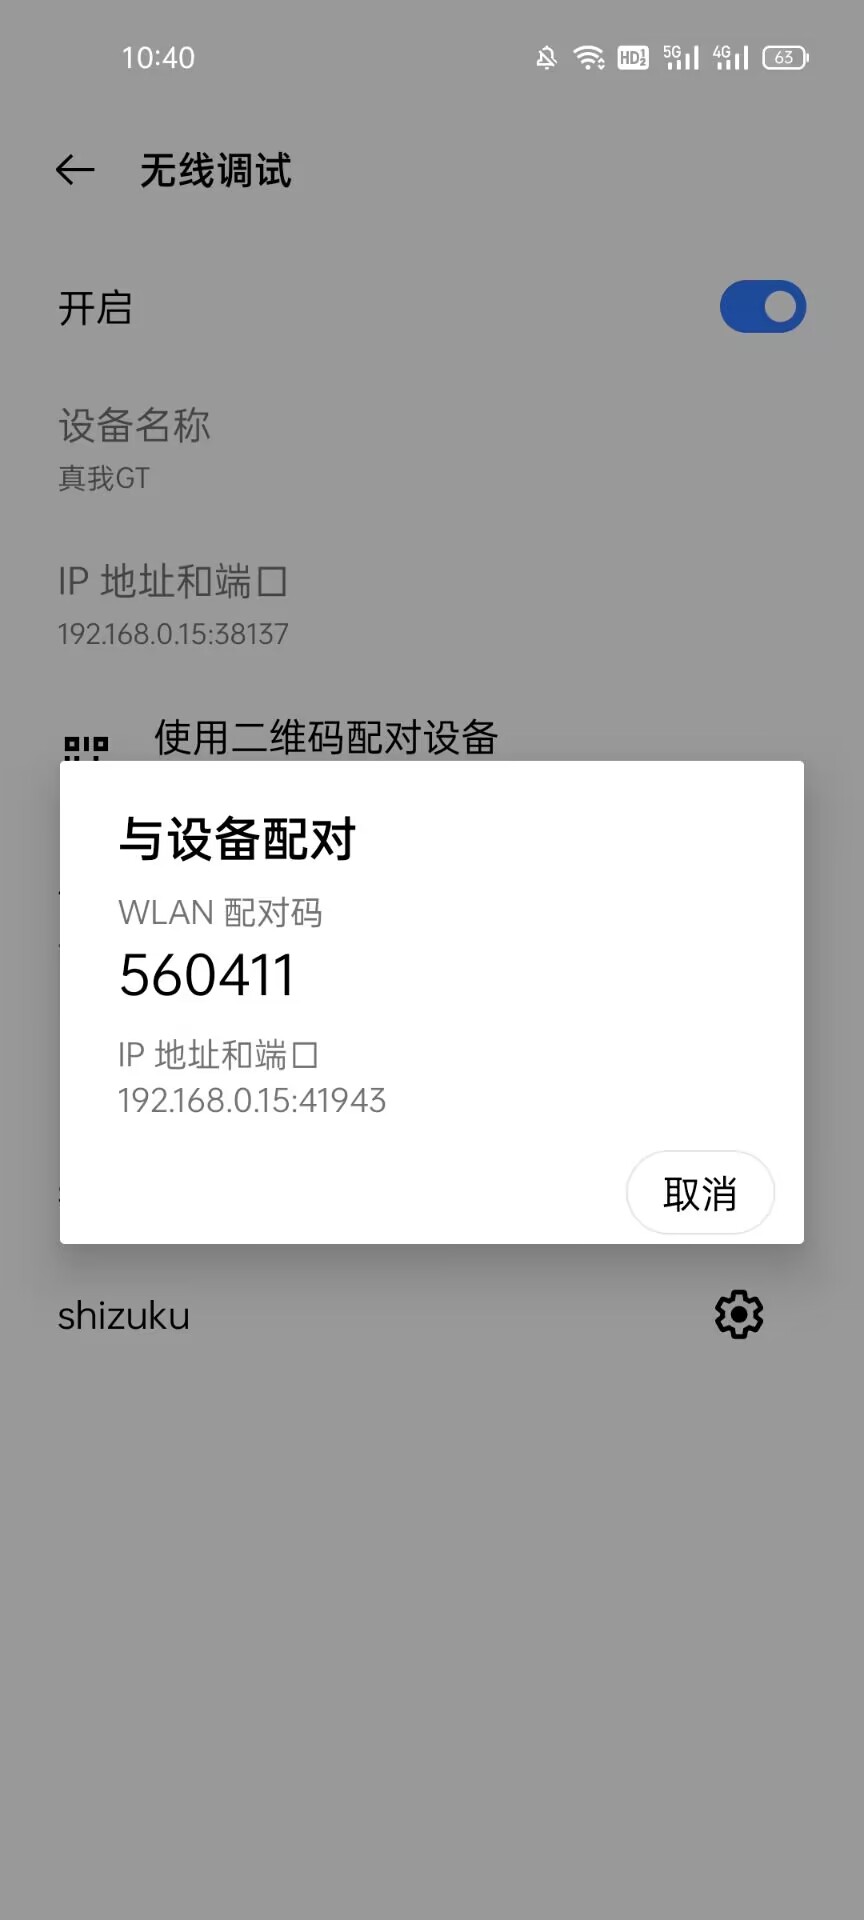 10:40
HD1 2 5G 4G 63
无线调试
开启
设备名称
真我GT
IP 地址和端口
192.168.0.15:38137
使用二维码配对设备
与设备配对
WLAN 配对码
560411
IP 地址和端口
192.168.0.15:41943
取消
shizuku